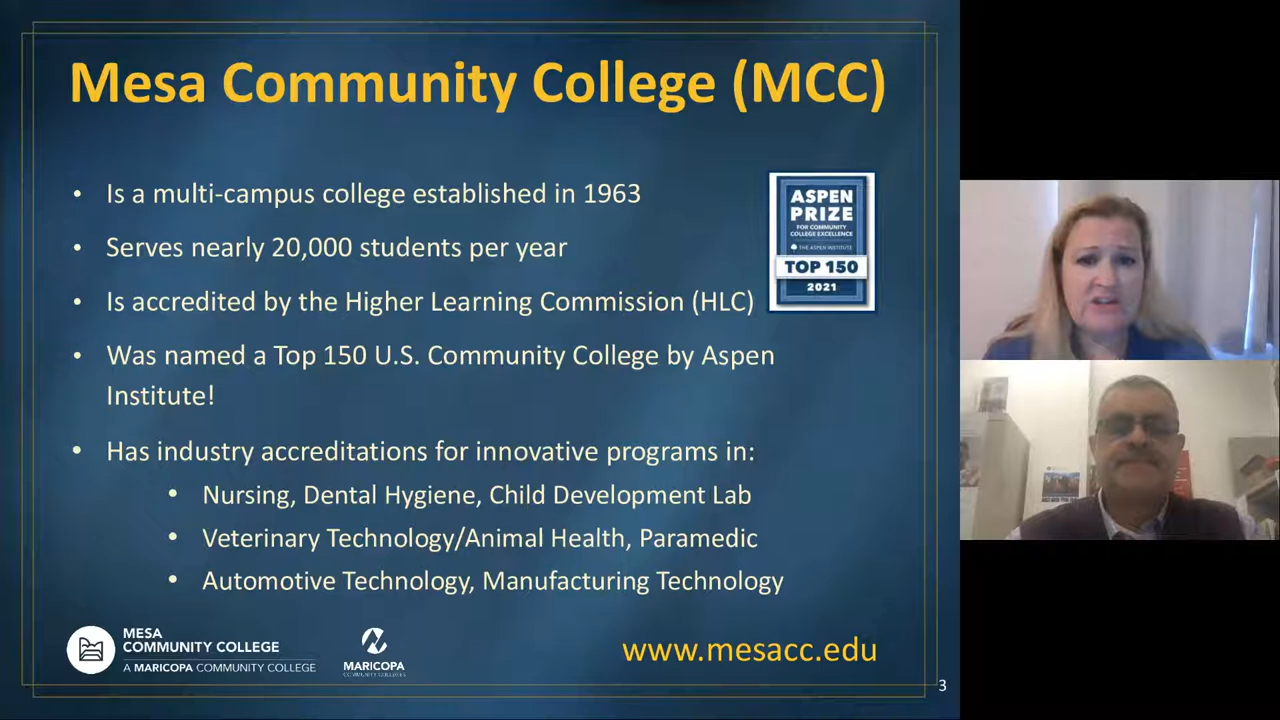 Mesa Community College (MCC)
• Is a multi-campus college established in 1963
• Serves nearly 20,000 students per year
• Is accredited by the Higher Learning Commission (HLC)
• Was named a Top 150 U.S. Community College by Aspen
Institute!
• Has industry accreditations for innovative programs in:
• Nursing, Dental Hygiene, Child Development Lab
• Veterinary Technology/Animal Health, Paramedic
• Automotive Technology, Manufacturing Technology
ASPEN
PRIZE
FOR COMMUNITY
COLLEGE EXCELLENCE
THE ASPEN INSTITUTE
TOP 150
2021
MESA
COMMUNITY COLLEGE
A MARICOPA COMMUNITY COLLEGE
MARICOPA
COMMUNITY COLLEGES
www.mesacc.edu
3